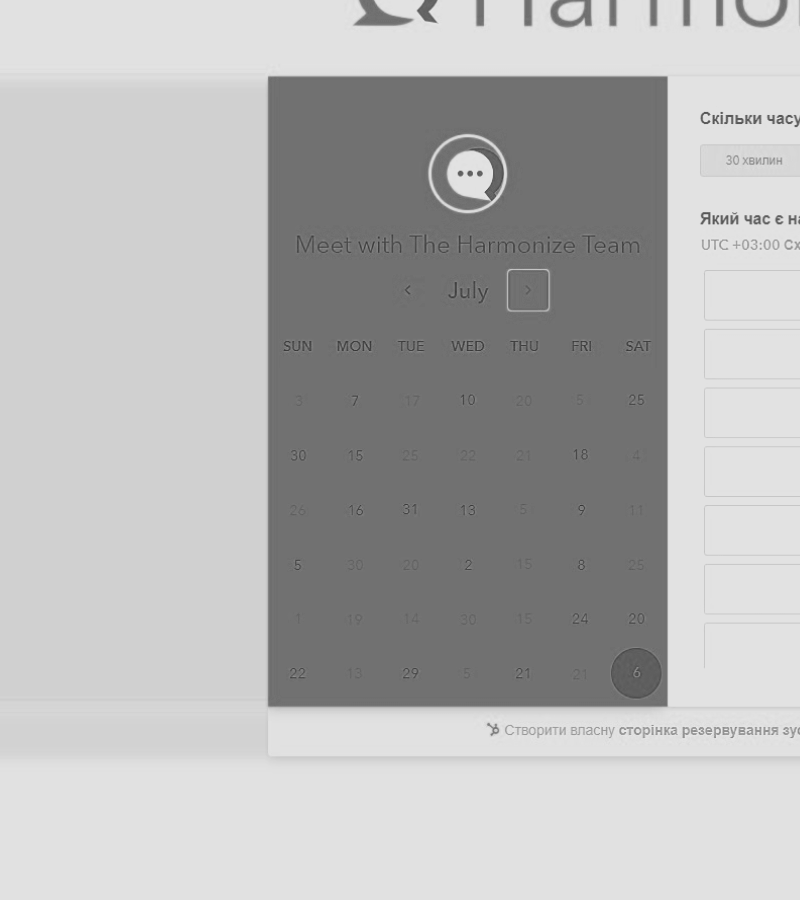 Harmo
Meet with The Harmonize Team
July
SUN MON TUE WED THU FRI SAT
3 7 17 10 20 5 25
30 15 25 22 21 18 4
26 16 31 13 5 9 11
5 30 20 2 15 8 25
1 19 14 30 15 24 20
22 13 29 5 21 21 6
Скільки часу
30 хвилин
Який час є на
UTC +03:00 Сх
Створити власну сторінка резервування зус